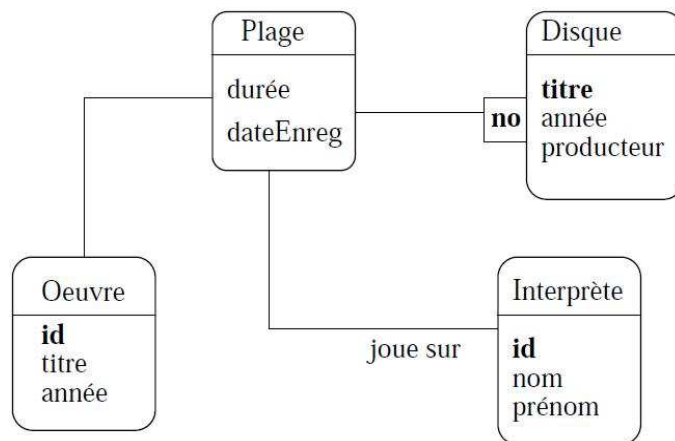 Plage
durée
dateEnreg
Disque
titre
no
année
producteur
Oeuvre
id
titre
année
joue sur
Interprète
id
nom
prénom